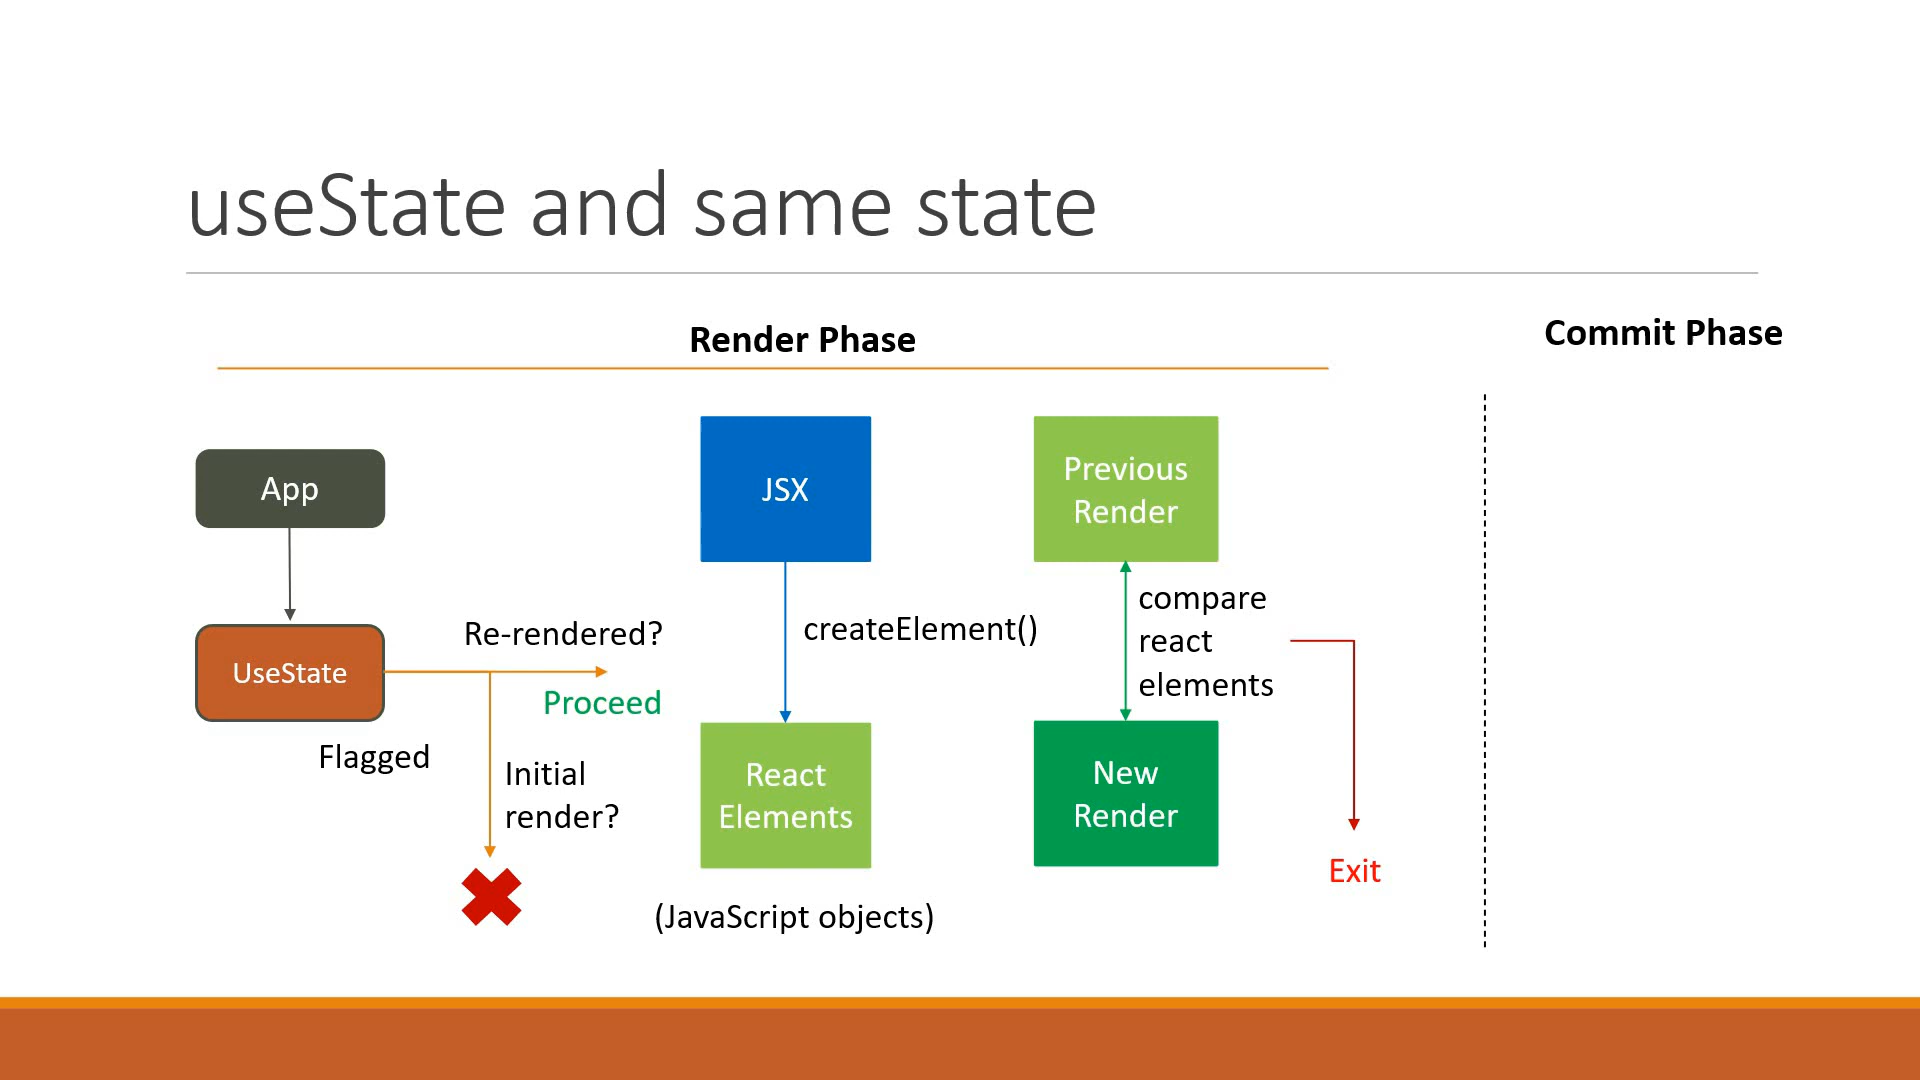 useState and same state
Render Phase
Commit Phase
App
UseState
Flagged
Re-rendered?
Proceed
Initial
render?
JSX
createElement()
React
Elements
(JavaScript objects)
Previous
Render
compare
react
elements
New
Render
Exit